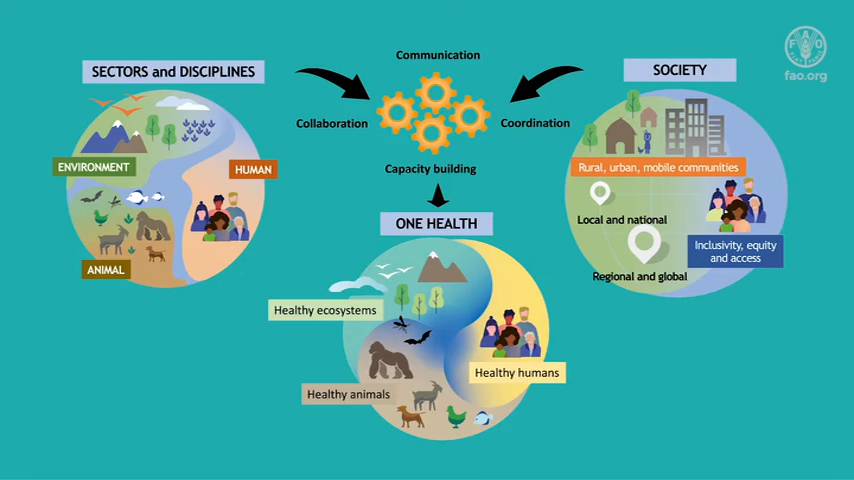 SECTORS and DISCIPLINES
ENVIRONMENT
HUMAN
ANIMAL
Communication
Collaboration
Coordination
Capacity building
SOCIETY
Rural, urban, mobile communities
Local and national
Inclusivity, equity
and access
Regional and global
ONE HEALTH
Healthy ecosystems
Healthy humans
Healthy animals
FAO
fao.org